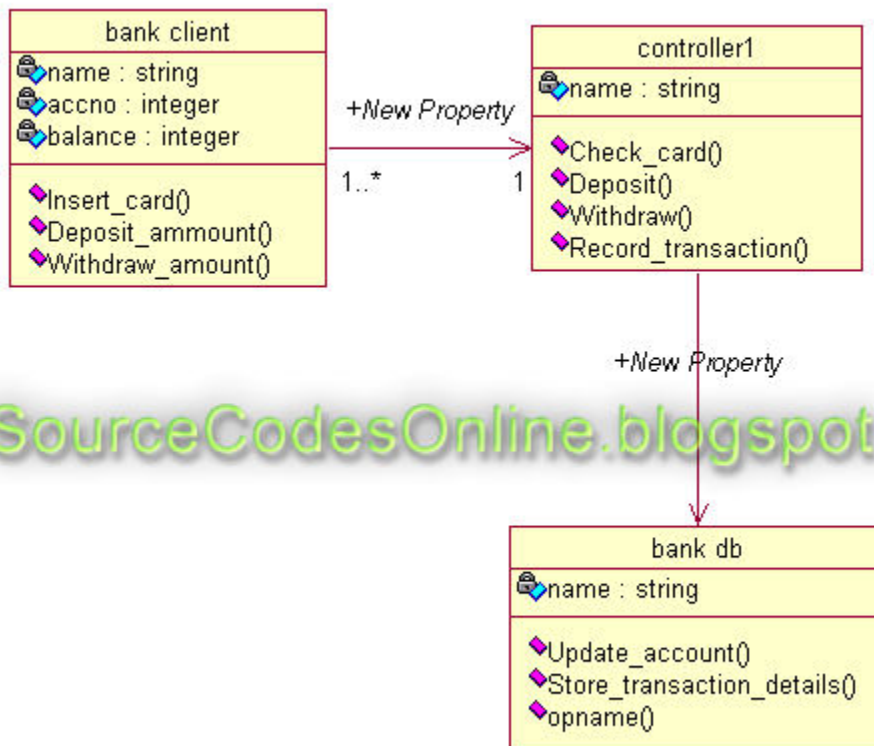 bank client
name : string
accno : integer
balance : integer
Insert_card()
Deposit_ammount()
Withdraw_amount()
+New Property
1..*
1
controller1
name : string
Check_card()
Deposit()
Withdraw()
Record_transaction()
+New Property
SourceCodesOnline.blogspot
bank db
name : string
Update_account()
Store_transaction_details()
opname()